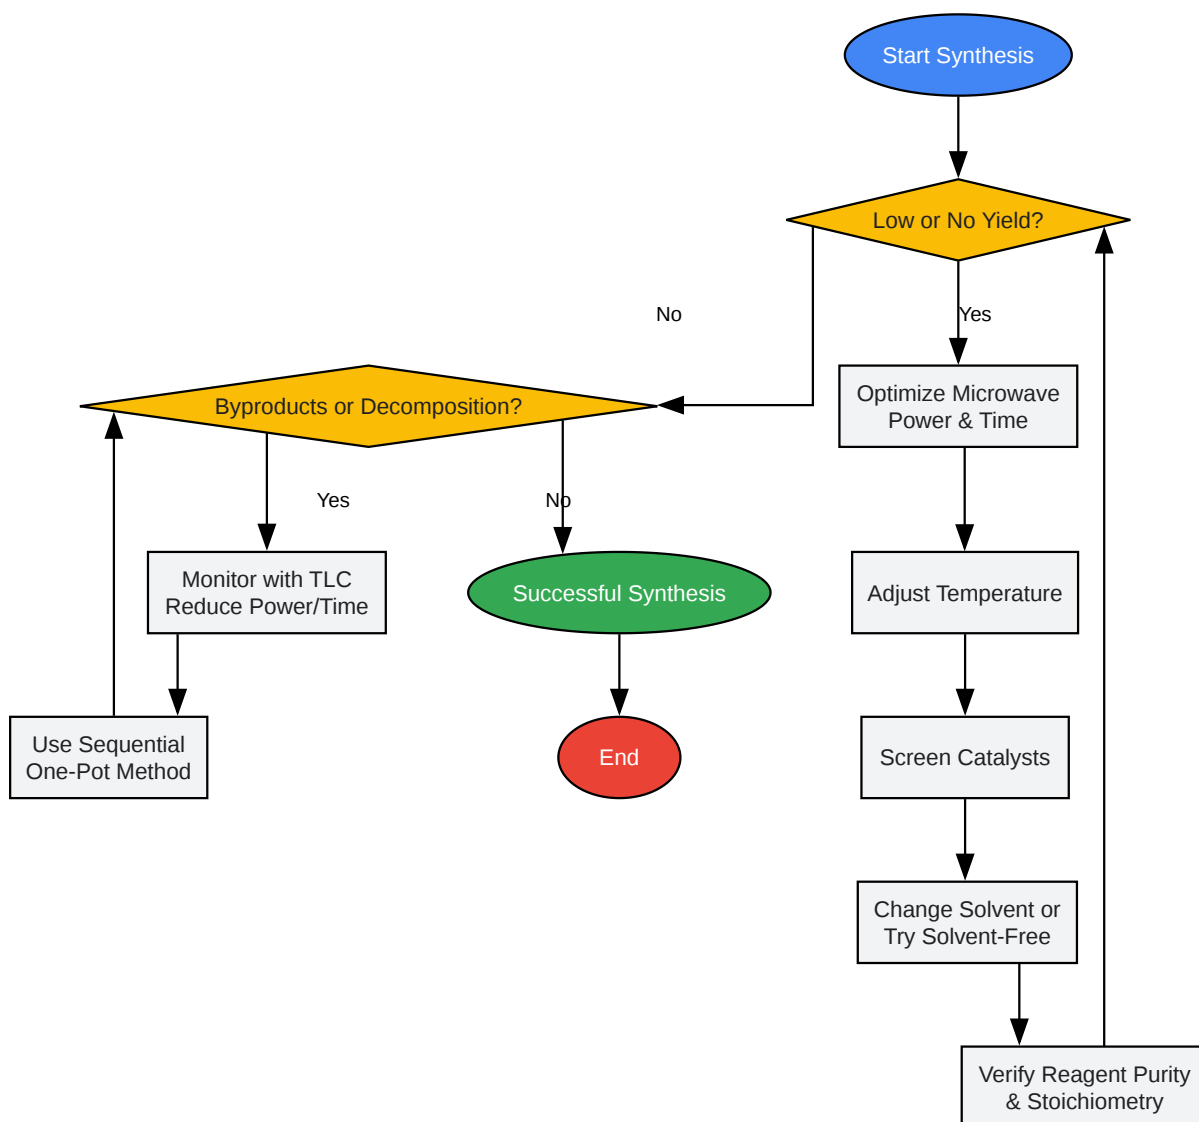 Start Synthesis
Low or No Yield?
No
Yes
Byproducts or Decomposition?
Optimize Microwave
Power & Time
Yes
No
Monitor with TLC
Reduce Power/Time
Successful Synthesis
Adjust Temperature
Use Sequential
One-Pot Method
End
Screen Catalysts
Change Solvent or
Try Solvent-Free
Verify Reagent Purity
& Stoichiometry